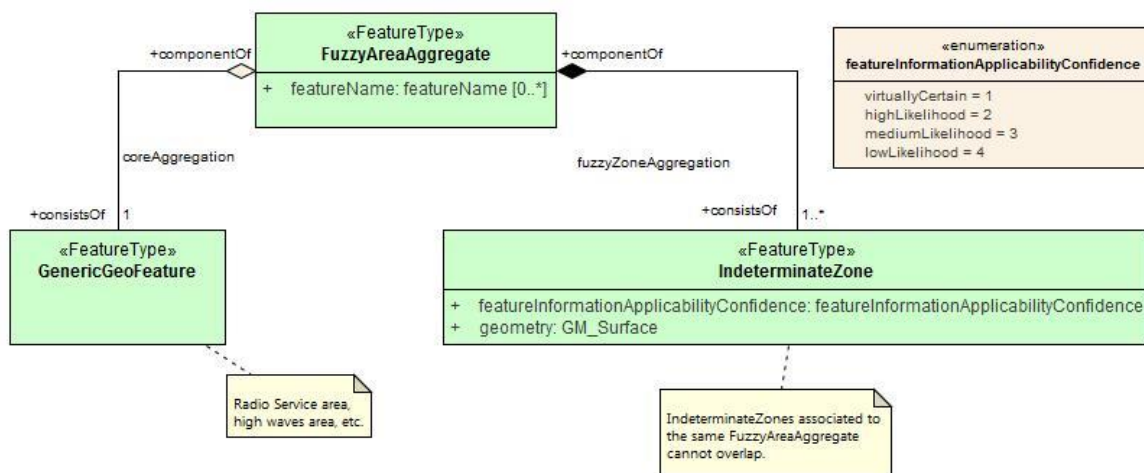 «FeatureType»
FuzzyAreaAggregate
+ featureName: featureName [0..*]
+componentOf
+componentOf
«enumeration»
featureInformationApplicabilityConfidence
virtuallyCertain = 1
highLikelihood = 2
mediumLikelihood = 3
lowLikelihood = 4
coreAggregation
fuzzyZoneAggregation
+consistsOf
1
+consistsOf
1..*
«FeatureType»
GenericGeoFeature
«FeatureType»
IndeterminateZone
+ featureInformationApplicabilityConfidence: featureInformationApplicabilityConfidence
+ geometry: GM_Surface
Radio Service area,
high waves area, etc.
IndeterminateZones associated to
the same FuzzyAreaAggregate
cannot overlap.